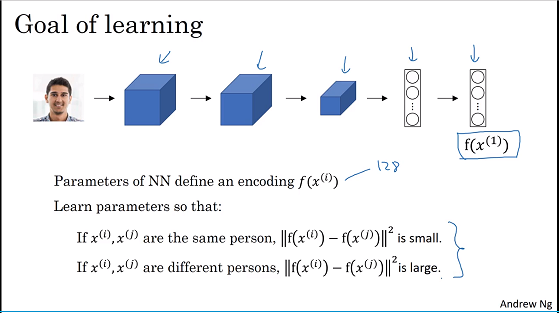 Goal of learning
f(x⁽¹⁾)
Parameters of NN define an encoding f(x⁽ⁱ⁾)
128
Learn parameters so that:
If x⁽ⁱ⁾, x⁽ʲ⁾ are the same person, ‖f(x⁽ⁱ⁾) − f(x⁽ʲ⁾)‖² is small.
If x⁽ⁱ⁾, x⁽ʲ⁾ are different persons, ‖f(x⁽ⁱ⁾) − f(x⁽ʲ⁾)‖² is large.
Andrew Ng